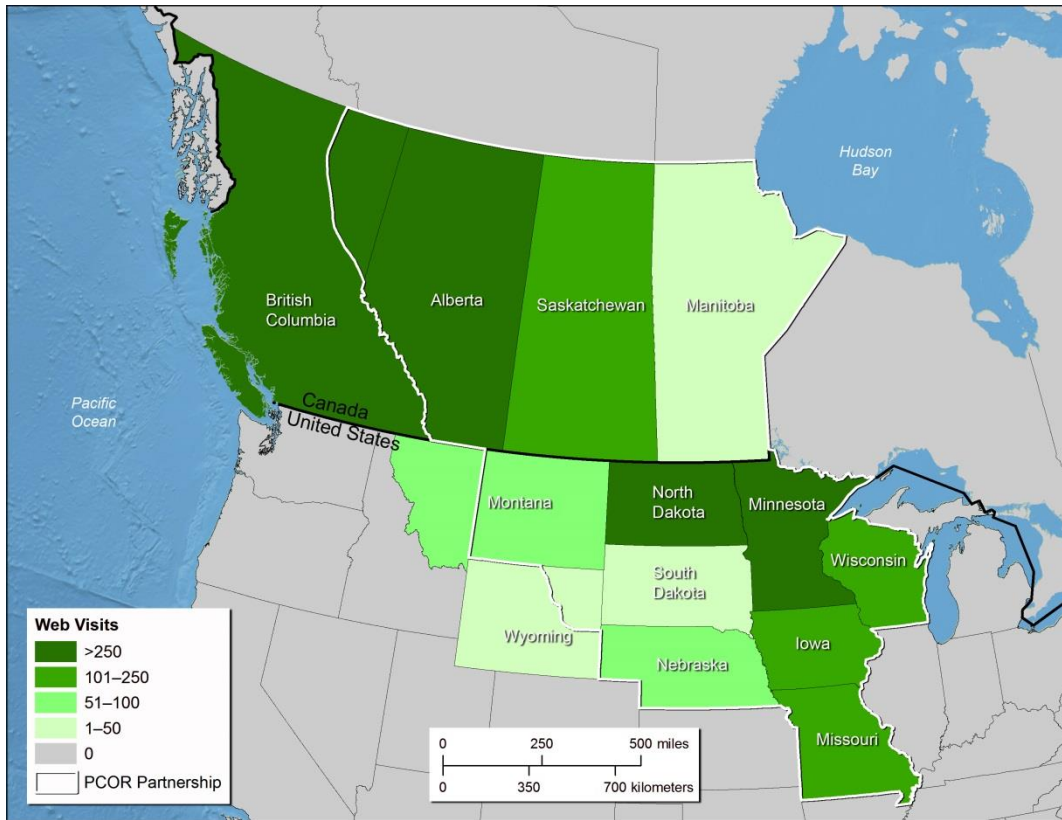 Hudson
Bay
British
Columbia
Alberta
Saskatchewan
Manitoba
Pacific
Ocean
Canada
United States
Montana
North
Dakota
Minnesota
Wisconsin
South
Dakota
Wyoming
Iowa
Nebraska
Missouri
Web Visits
>250
101–250
51–100
1–50
0
PCOR Partnership
0 250 500 miles
0 350 700 kilometers